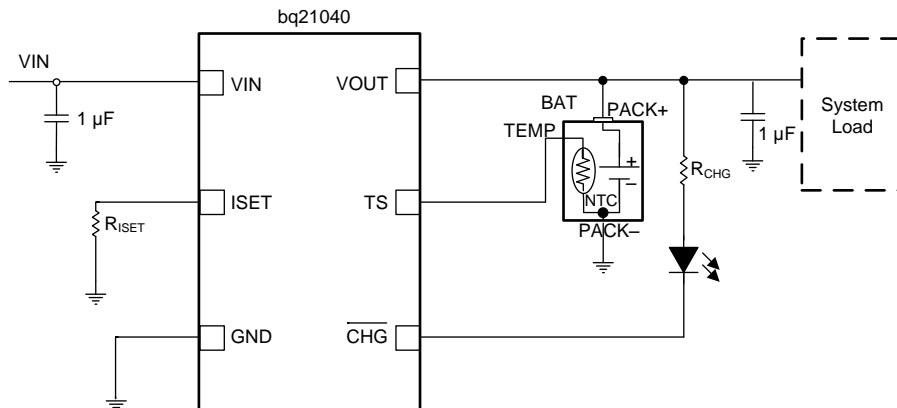 bq21040
VIN
VIN
VOUT
1 µF
BAT
PACK+
TEMP
1 µF
System
Load
RCHG
ISET
TS
NTC
+
–
RISET
PACK–
GND
CHG